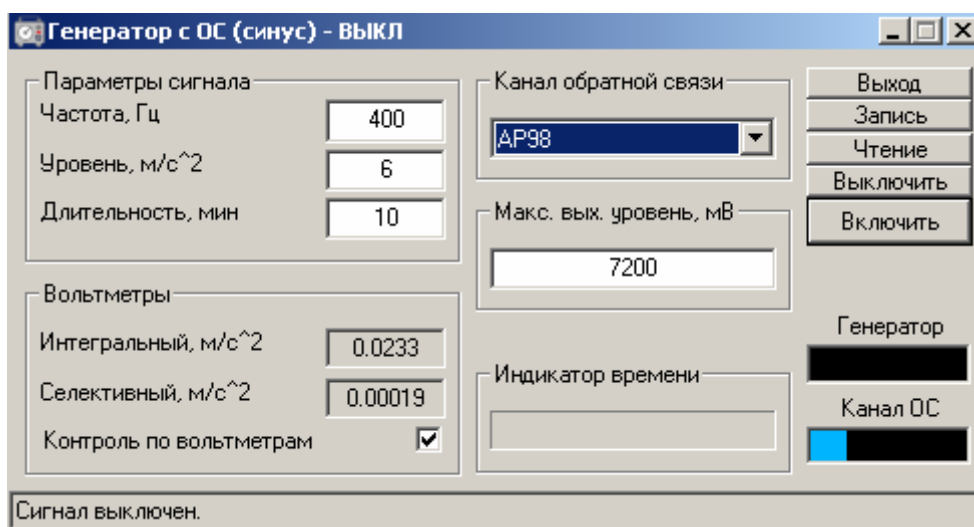 Генератор с ОС (синус) - ВЫКЛ
Параметры сигнала
Частота, Гц
400
Уровень, м/с^2
6
Длительность, мин
10
Вольтметры
Интегральный, м/с^2
0.0233
Селективный, м/с^2
0.00019
Контроль по вольтметрам
Канал обратной связи
AP98
Макс. вых. уровень, мВ
7200
Индикатор времени
Выход
Запись
Чтение
Выключить
Включить
Генератор
Канал ОС
Сигнал выключен.